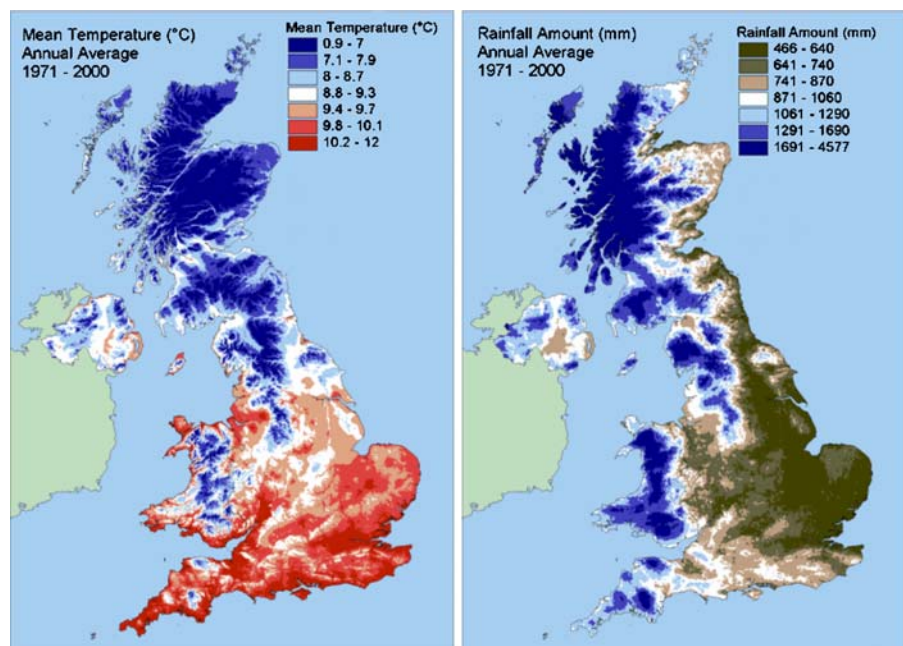 Mean Temperature (°C)
Annual Average
1971 - 2000
Mean Temperature (°C)
0.9 - 7
7.1 - 7.9
8 - 8.7
8.8 - 9.3
9.4 - 9.7
9.8 - 10.1
10.2 - 12
Rainfall Amount (mm)
Annual Average
1971 - 2000
Rainfall Amount (mm)
466 - 640
641 - 740
741 - 870
871 - 1060
1061 - 1290
1291 - 1690
1691 - 4577